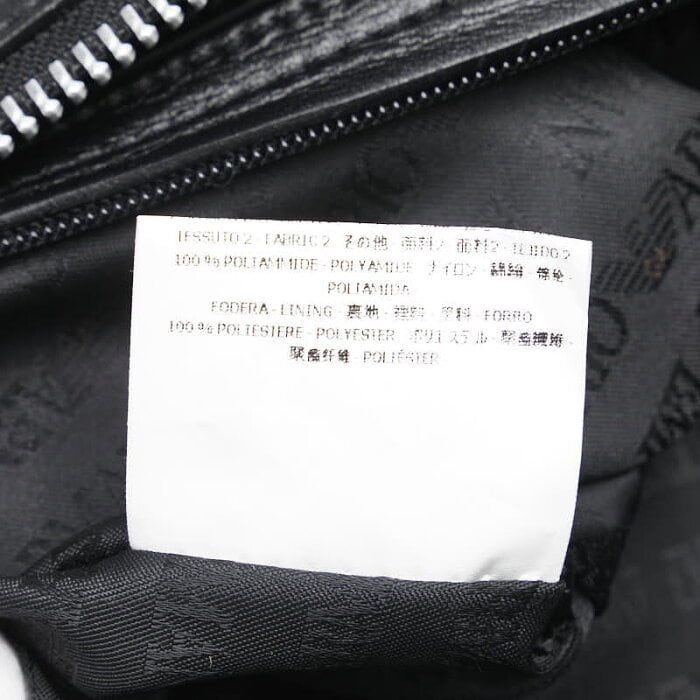 TESSUTO 2 - FABRIC 2 その他 - 面料2 面料2 - TEJIDO 2
100 % POLIAMMIDE - POLYAMIDE ナイロン - 錦綸 锦纶 -
POLIAMIDA
FODERA - LINING - 裏地 - 裡料 - 里料 - FORRO
100 % POLIESTERE - POLYESTER ポリエステル - 聚酯纖維 -
聚酯纤维 - POLIÉSTER